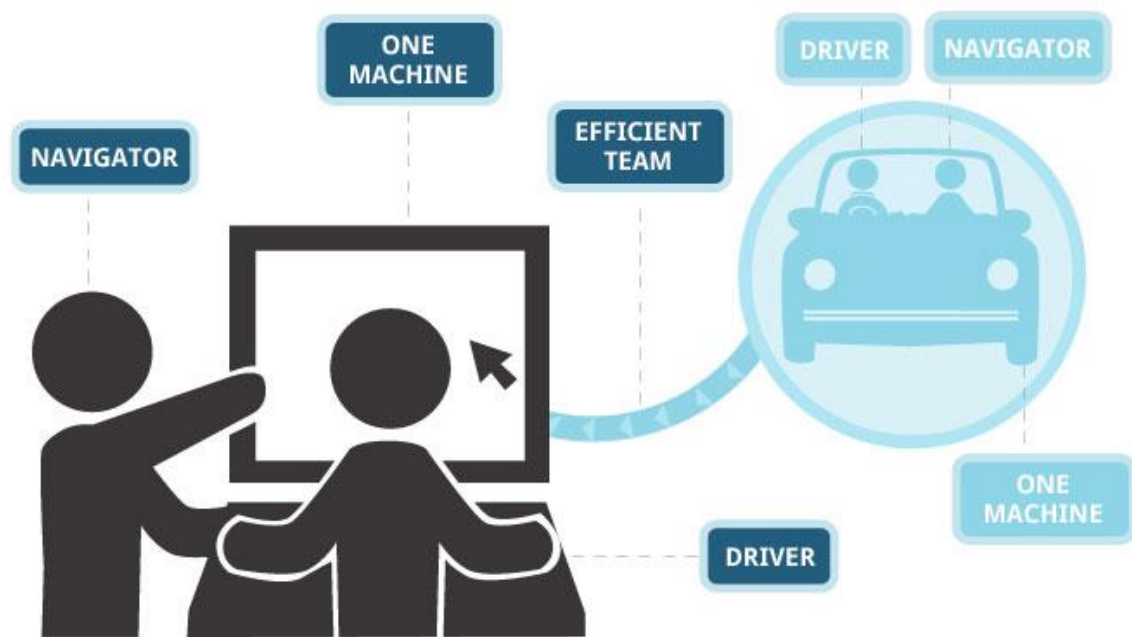 ONE
MACHINE
DRIVER
NAVIGATOR
NAVIGATOR
EFFICIENT
TEAM
ONE
MACHINE
DRIVER